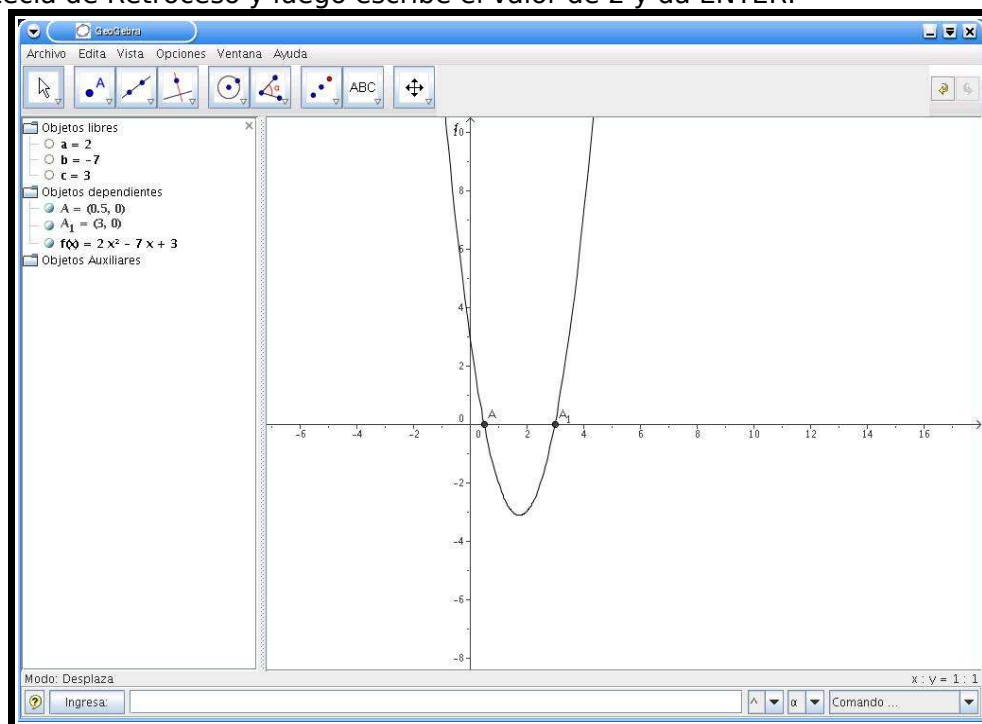 tecla de Retroceso y luego escribe el valor de 2 y da ENTER.
GeoGebra
Archivo Edita Vista Opciones Ventana Ayuda
A
α
ABC
Objetos libres
a = 2
b = -7
c = 3
Objetos dependientes
A = (0.5, 0)
A₁ = (3, 0)
f(x) = 2 x² - 7 x + 3
Objetos Auxiliares
f
10
8
6
4
2
0
A A₁
-6 -4 -2 0 2 4 6 8 10 12 14 16
-2
-4
-6
-8
Modo: Desplaza
x : y = 1 : 1
Ingresa:
^ α Comando ...